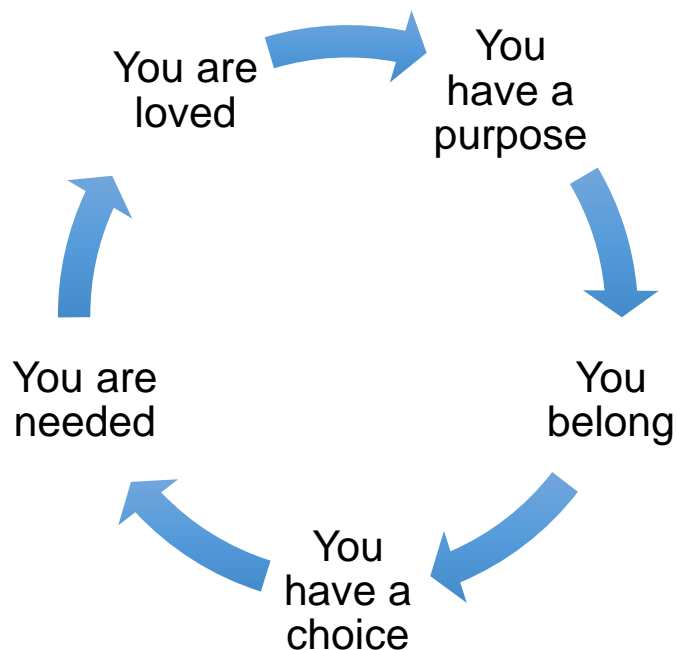 You are
loved
You
have a
purpose
You
belong
You
have a
choice
You are
needed